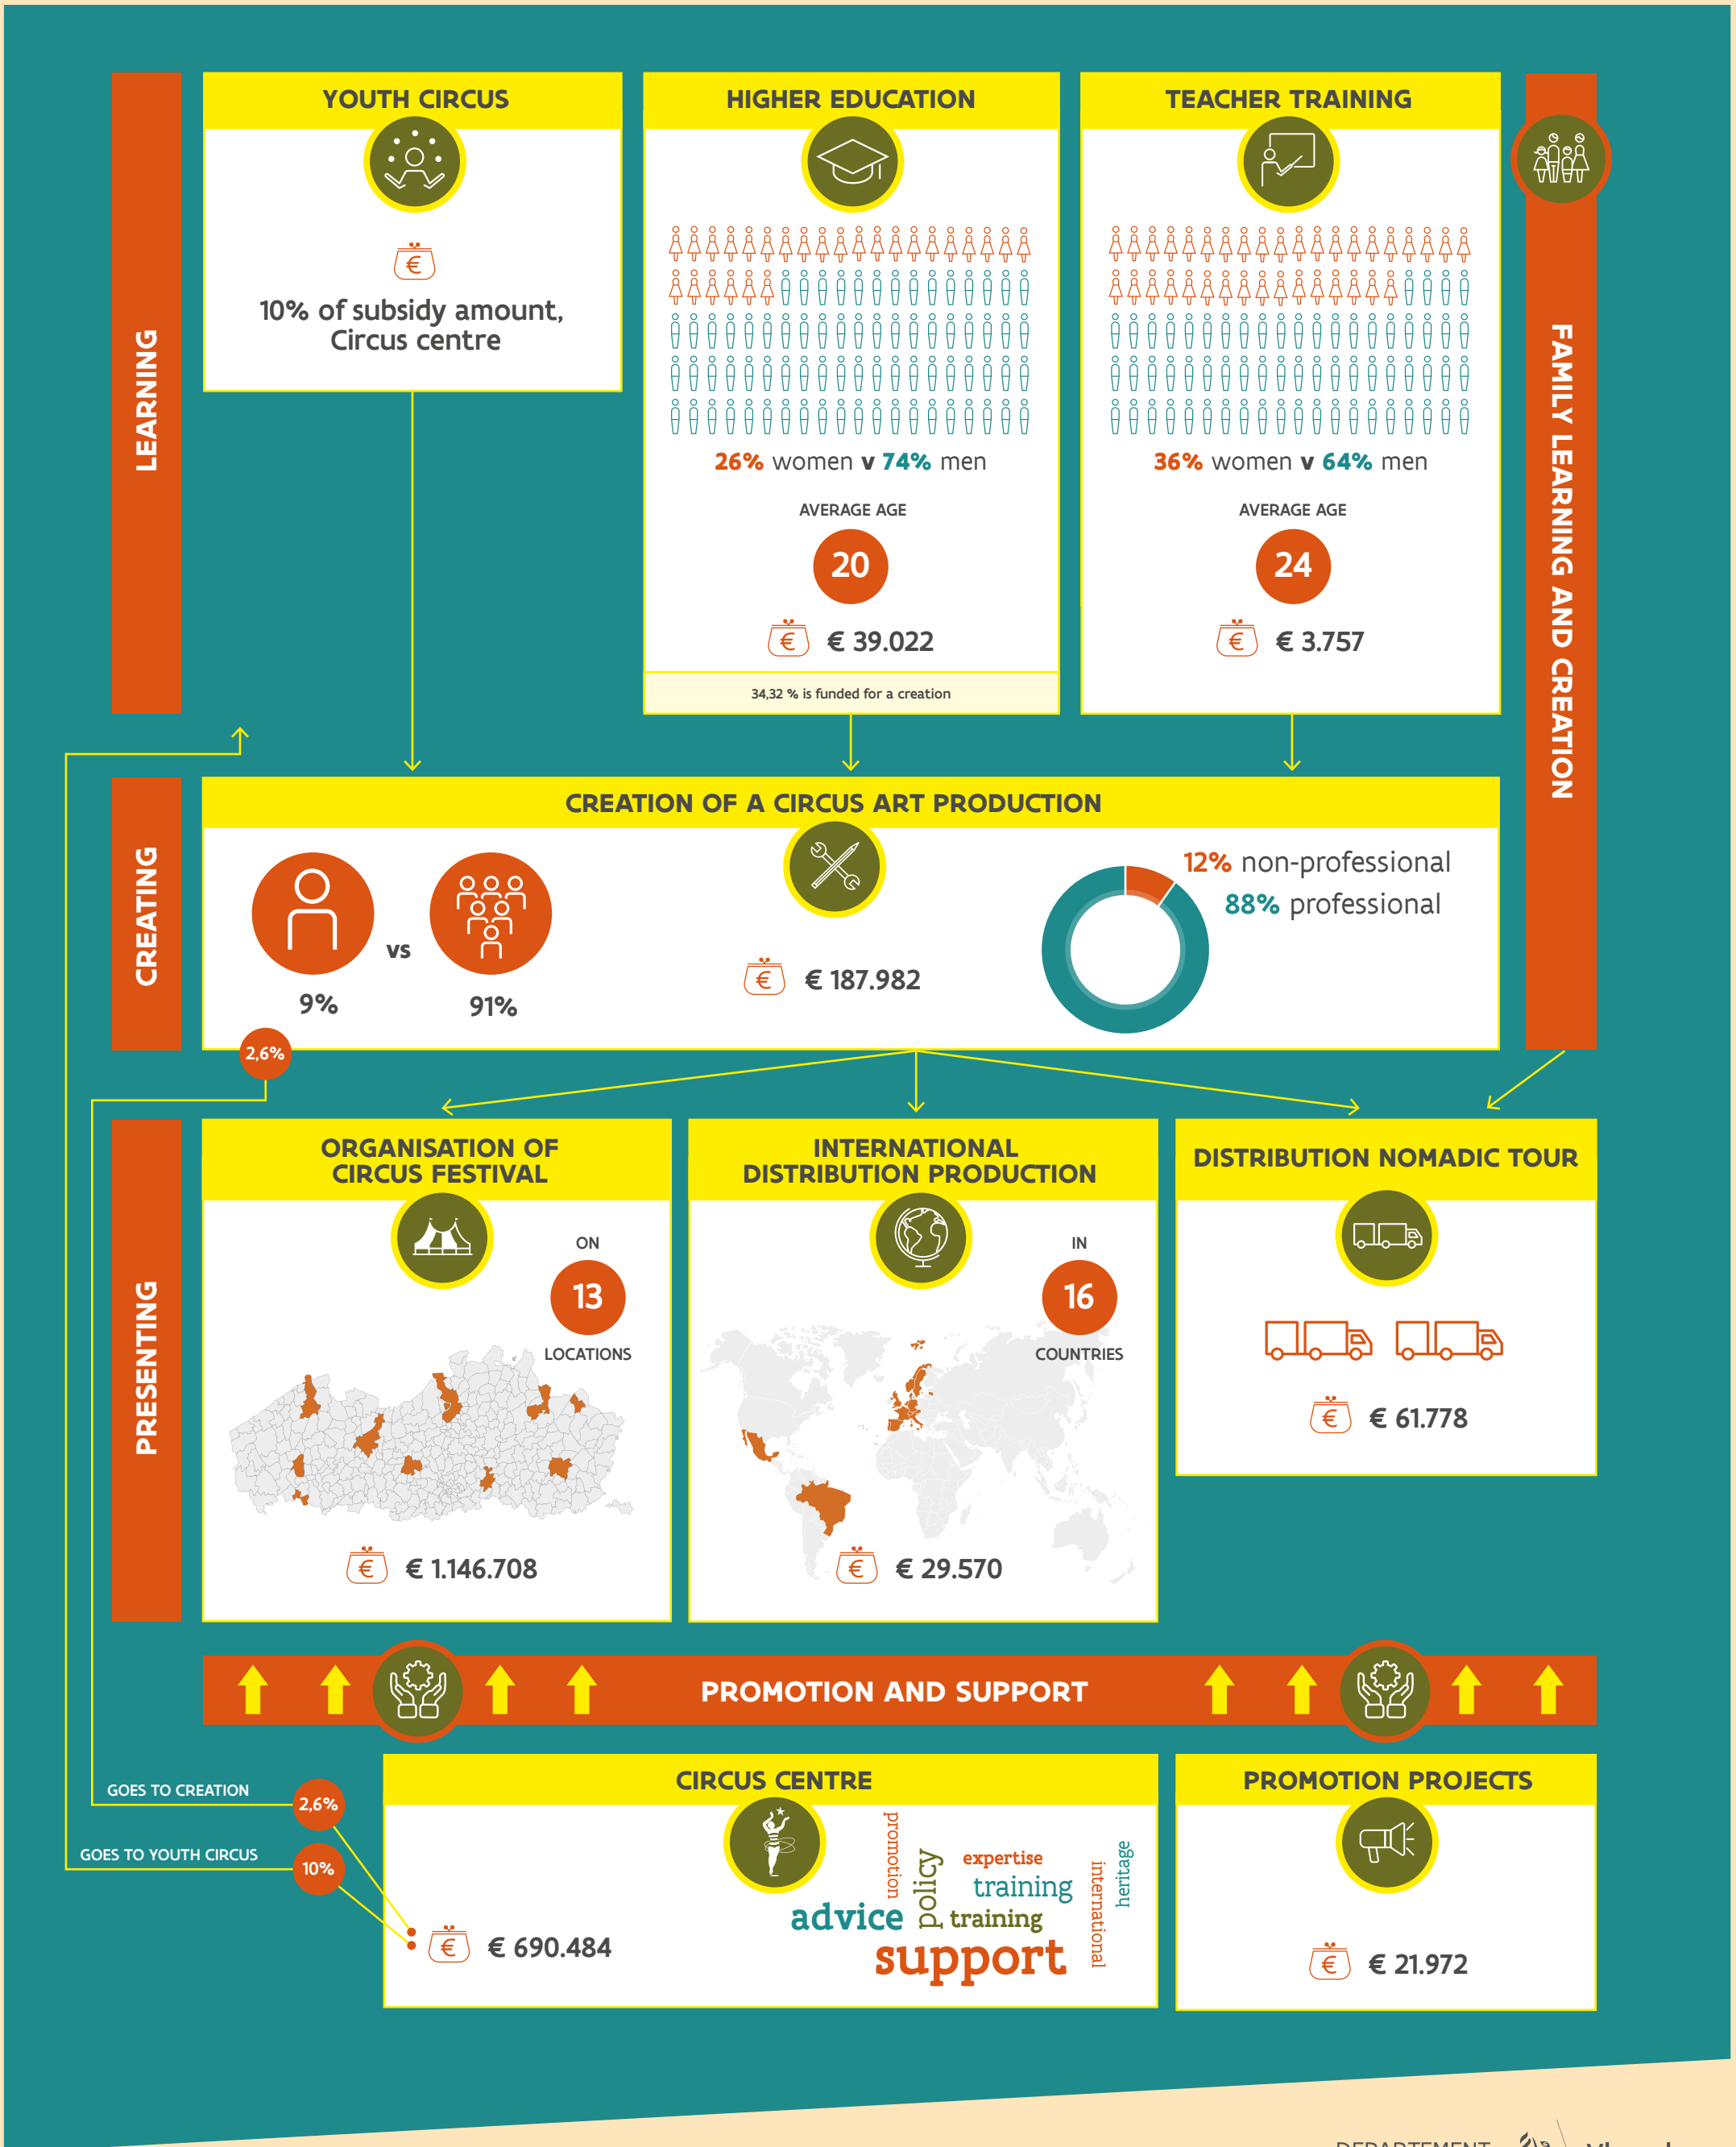 LEARNING
YOUTH CIRCUS
€
10% of subsidy amount,
Circus centre
HIGHER EDUCATION
26% women v 74% men
AVERAGE AGE
20
€ € 39.022
34,32 % is funded for a creation
TEACHER TRAINING
36% women v 64% men
AVERAGE AGE
24
€ € 3.757
FAMILY LEARNING AND CREATION
CREATING
CREATION OF A CIRCUS ART PRODUCTION
vs
9%
91%
€ € 187.982
12% non-professional
88% professional
2,6%
PRESENTING
ORGANISATION OF
CIRCUS FESTIVAL
ON
13
LOCATIONS
€ € 1.146.708
INTERNATIONAL
DISTRIBUTION PRODUCTION
IN
16
COUNTRIES
€ € 29.570
DISTRIBUTION NOMADIC TOUR
€ € 61.778
PROMOTION AND SUPPORT
GOES TO CREATION
2,6%
GOES TO YOUTH CIRCUS
10%
CIRCUS CENTRE
€ € 690.484
promotion
policy
expertise
training
heritage
international
advice
training
support
PROMOTION PROJECTS
€ € 21.972